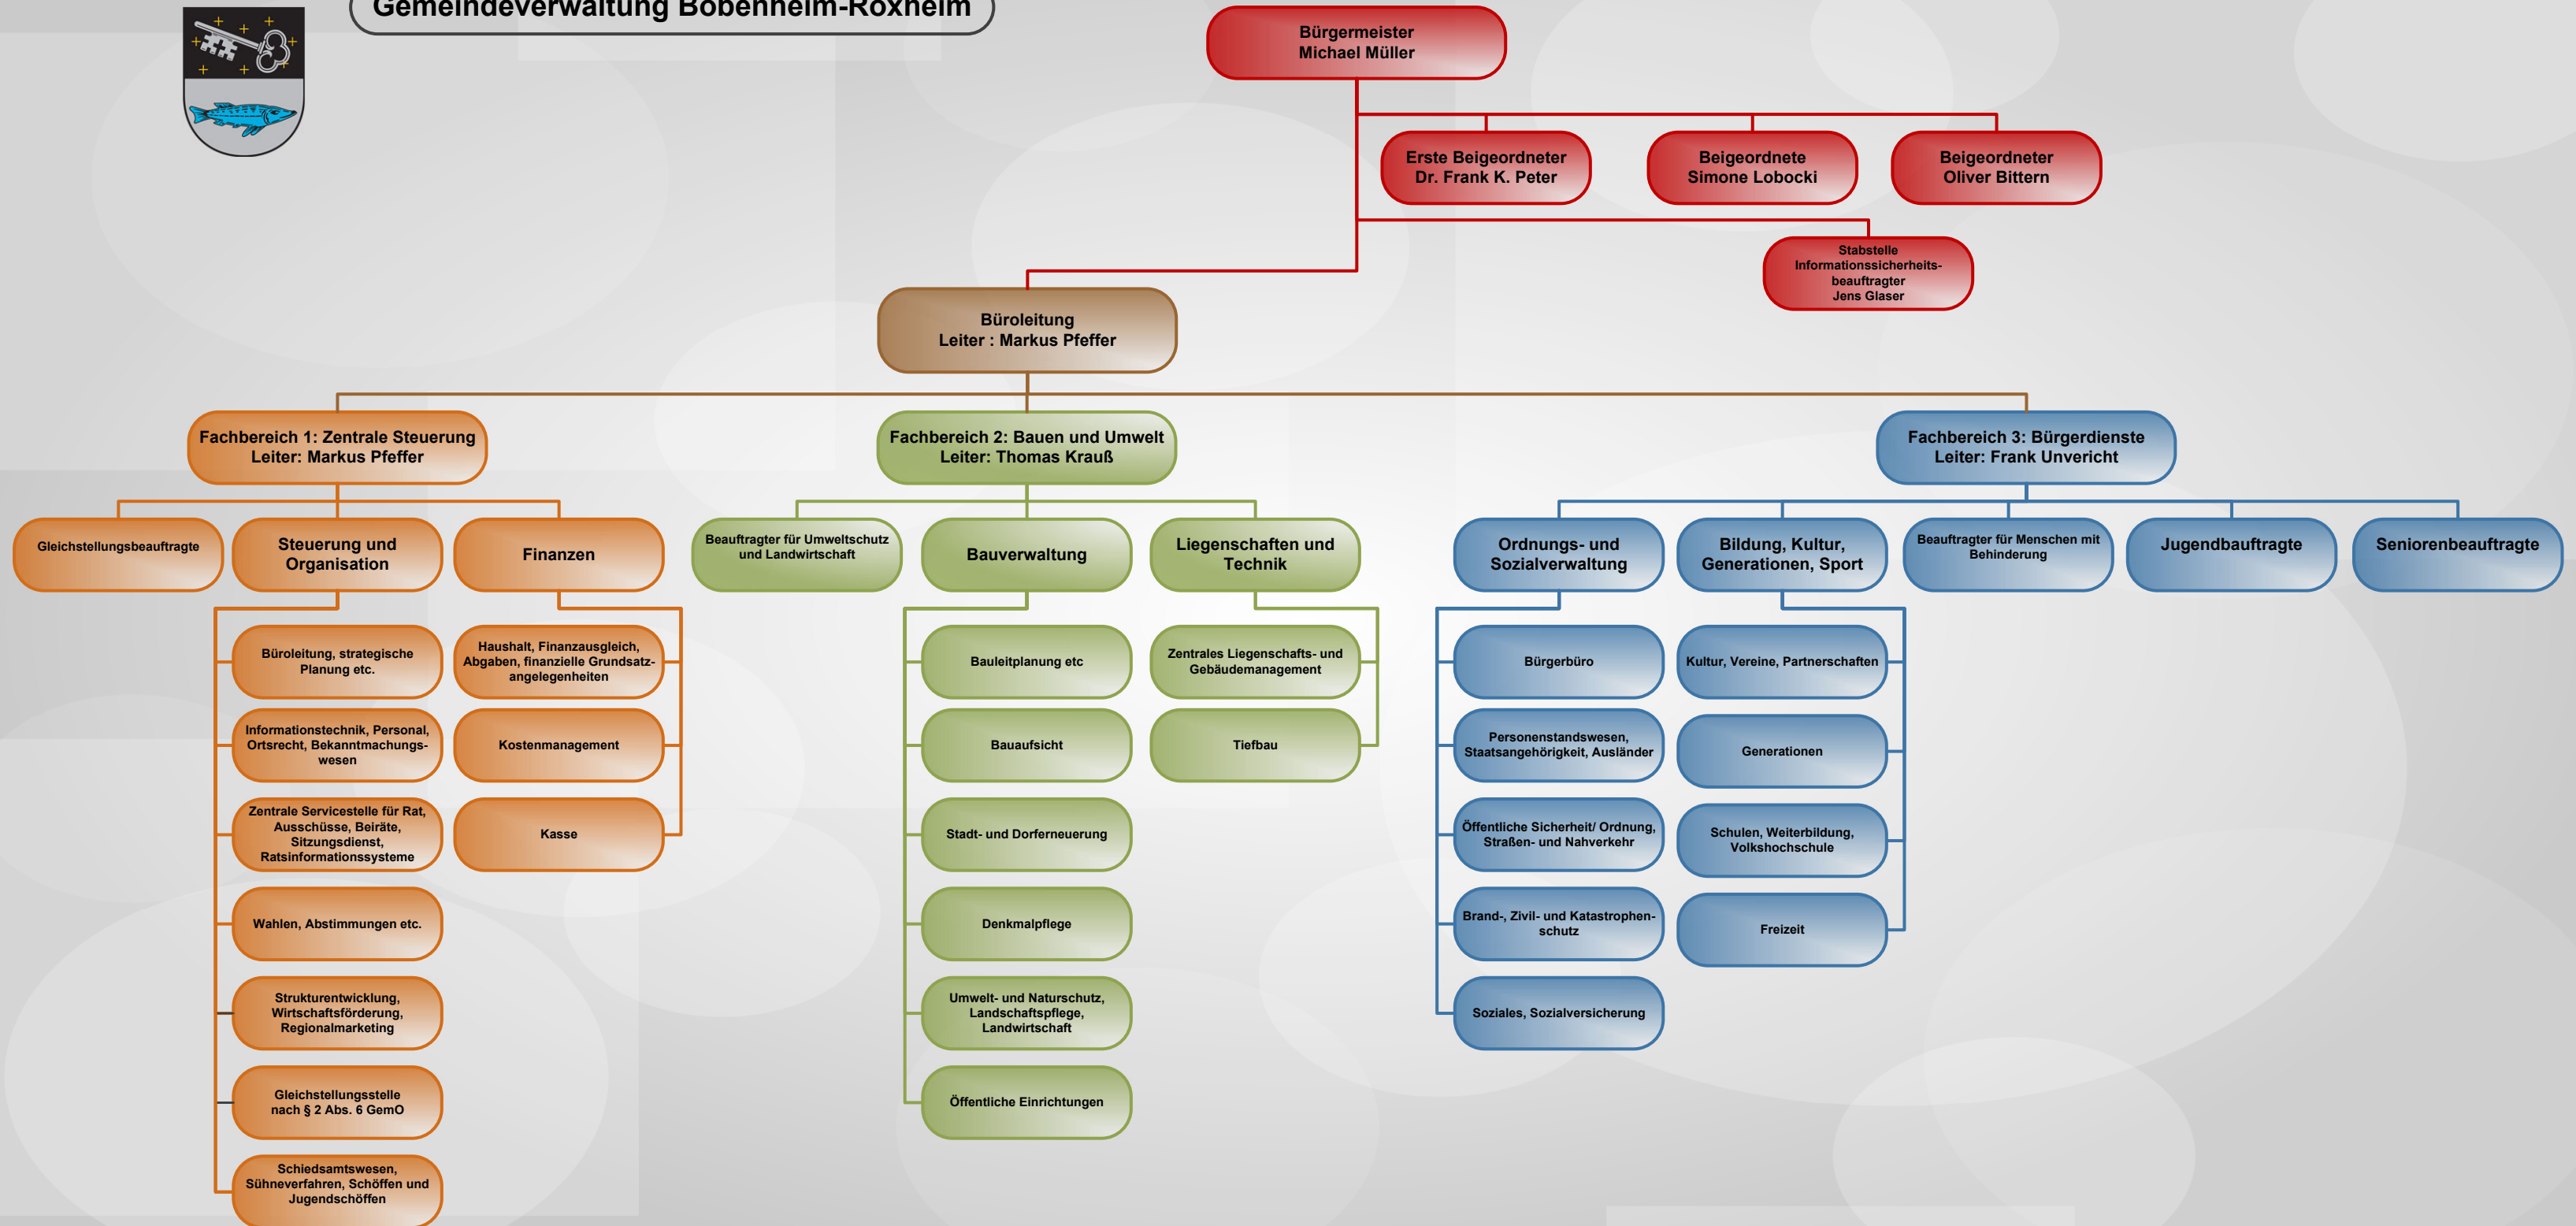 Gemeindeverwaltung Bobenheim-Roxheim
Bürgermeister
Michael Müller
Erste Beigeordneter
Dr. Frank K. Peter
Beigeordnete
Simone Lobocki
Beigeordneter
Oliver Bittern
Stabstelle
Informationssicherheits-
beauftragter
Jens Glaser
Büroleitung
Leiter : Markus Pfeffer
Fachbereich 1: Zentrale Steuerung
Leiter: Markus Pfeffer
Fachbereich 2: Bauen und Umwelt
Leiter: Thomas Krauß
Fachbereich 3: Bürgerdienste
Leiter: Frank Unvericht
Gleichstellungsbeauftragte
Steuerung und
Organisation
Finanzen
Beauftragter für Umweltschutz
und Landwirtschaft
Bauverwaltung
Liegenschaften und
Technik
Ordnungs- und
Sozialverwaltung
Bildung, Kultur,
Generationen, Sport
Beauftragter für Menschen mit
Behinderung
Jugendbauftragte
Seniorenbeauftragte
Büroleitung, strategische
Planung etc.
Informationstechnik, Personal,
Ortsrecht, Bekanntmachungs-
wesen
Zentrale Servicestelle für Rat,
Ausschüsse, Beiräte,
Sitzungsdienst,
Ratsinformationssysteme
Wahlen, Abstimmungen etc.
Strukturentwicklung,
Wirtschaftsförderung,
Regionalmarketing
Gleichstellungsstelle
nach § 2 Abs. 6 GemO
Schiedsamtswesen,
Sühneverfahren, Schöffen und
Jugendschöffen
Haushalt, Finanzausgleich,
Abgaben, finanzielle Grundsatz-
angelegenheiten
Kostenmanagement
Kasse
Bauleitplanung etc
Bauaufsicht
Stadt- und Dorferneuerung
Denkmalpflege
Umwelt- und Naturschutz,
Landschaftspflege,
Landwirtschaft
Öffentliche Einrichtungen
Zentrales Liegenschafts- und
Gebäudemanagement
Tiefbau
Bürgerbüro
Personenstandswesen,
Staatsangehörigkeit, Ausländer
Öffentliche Sicherheit/ Ordnung,
Straßen- und Nahverkehr
Brand-, Zivil- und Katastrophen-
schutz
Soziales, Sozialversicherung
Kultur, Vereine, Partnerschaften
Generationen
Schulen, Weiterbildung,
Volkshochschule
Freizeit